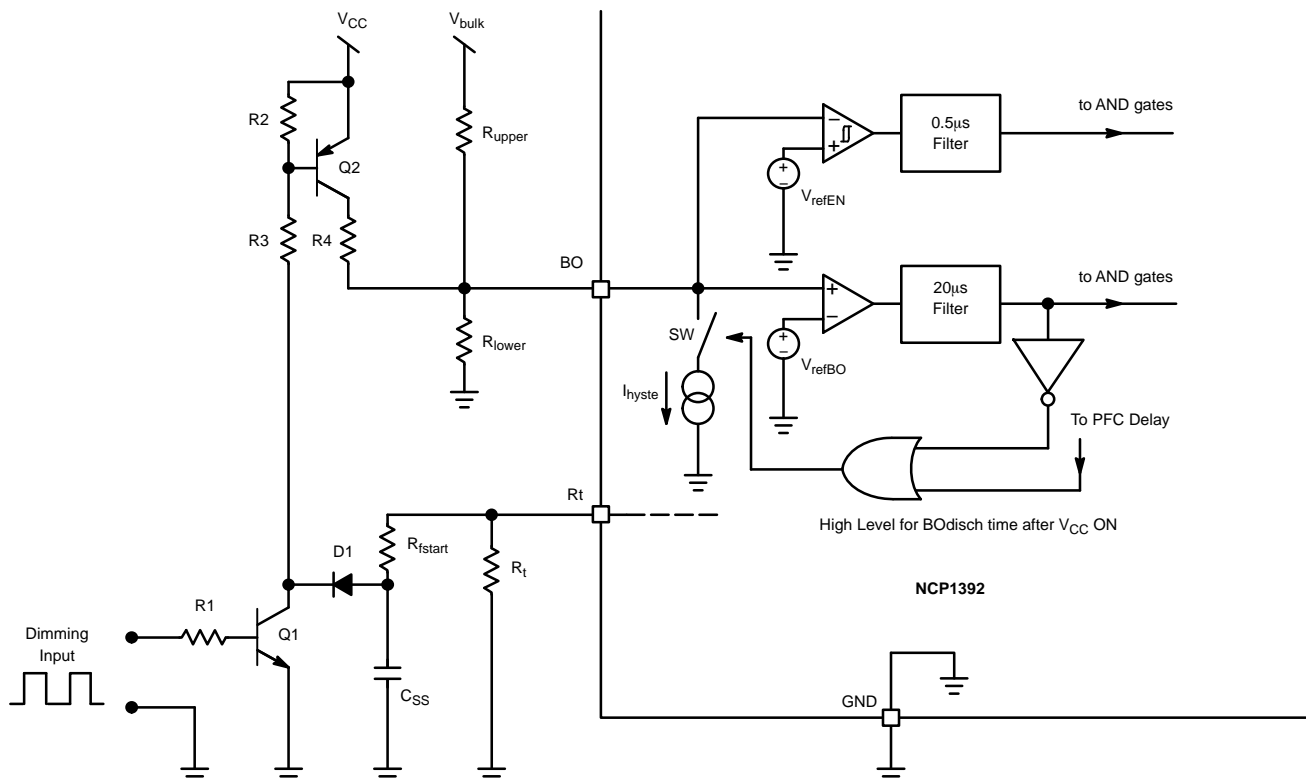 VCC
Vbulk
R2
Rupper
Q2
R3
R4
BO
Rlower
to AND gates
0.5μs
Filter
VrefEN
to AND gates
20μs
Filter
SW
VrefBO
Ihyste
To PFC Delay
Rt
High Level for BOdisch time after VCC ON
Rfstart
D1
Rt
NCP1392
R1
Q1
Dimming
Input
CSS
GND